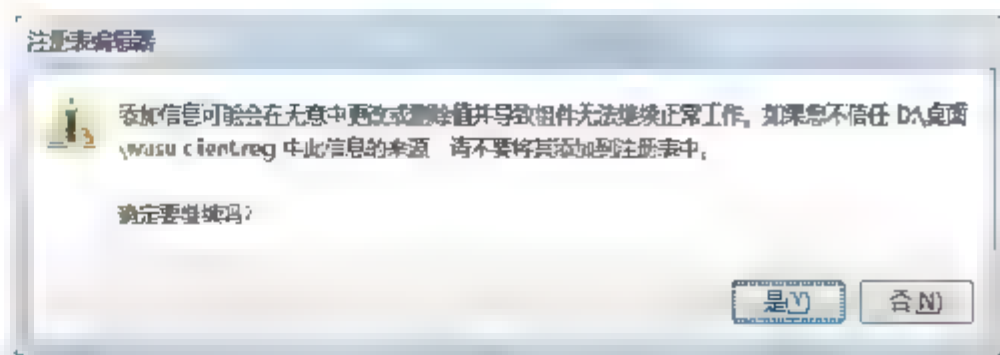 注册表编辑器
添加信息可能会在无意中更改或删除值并导致组件无法继续正常工作。如果您不信任 D:\桌面
\wasu client.reg 中此信息的来源，请不要将其添加到注册表中。
确定要继续吗?
是(Y)
否(N)